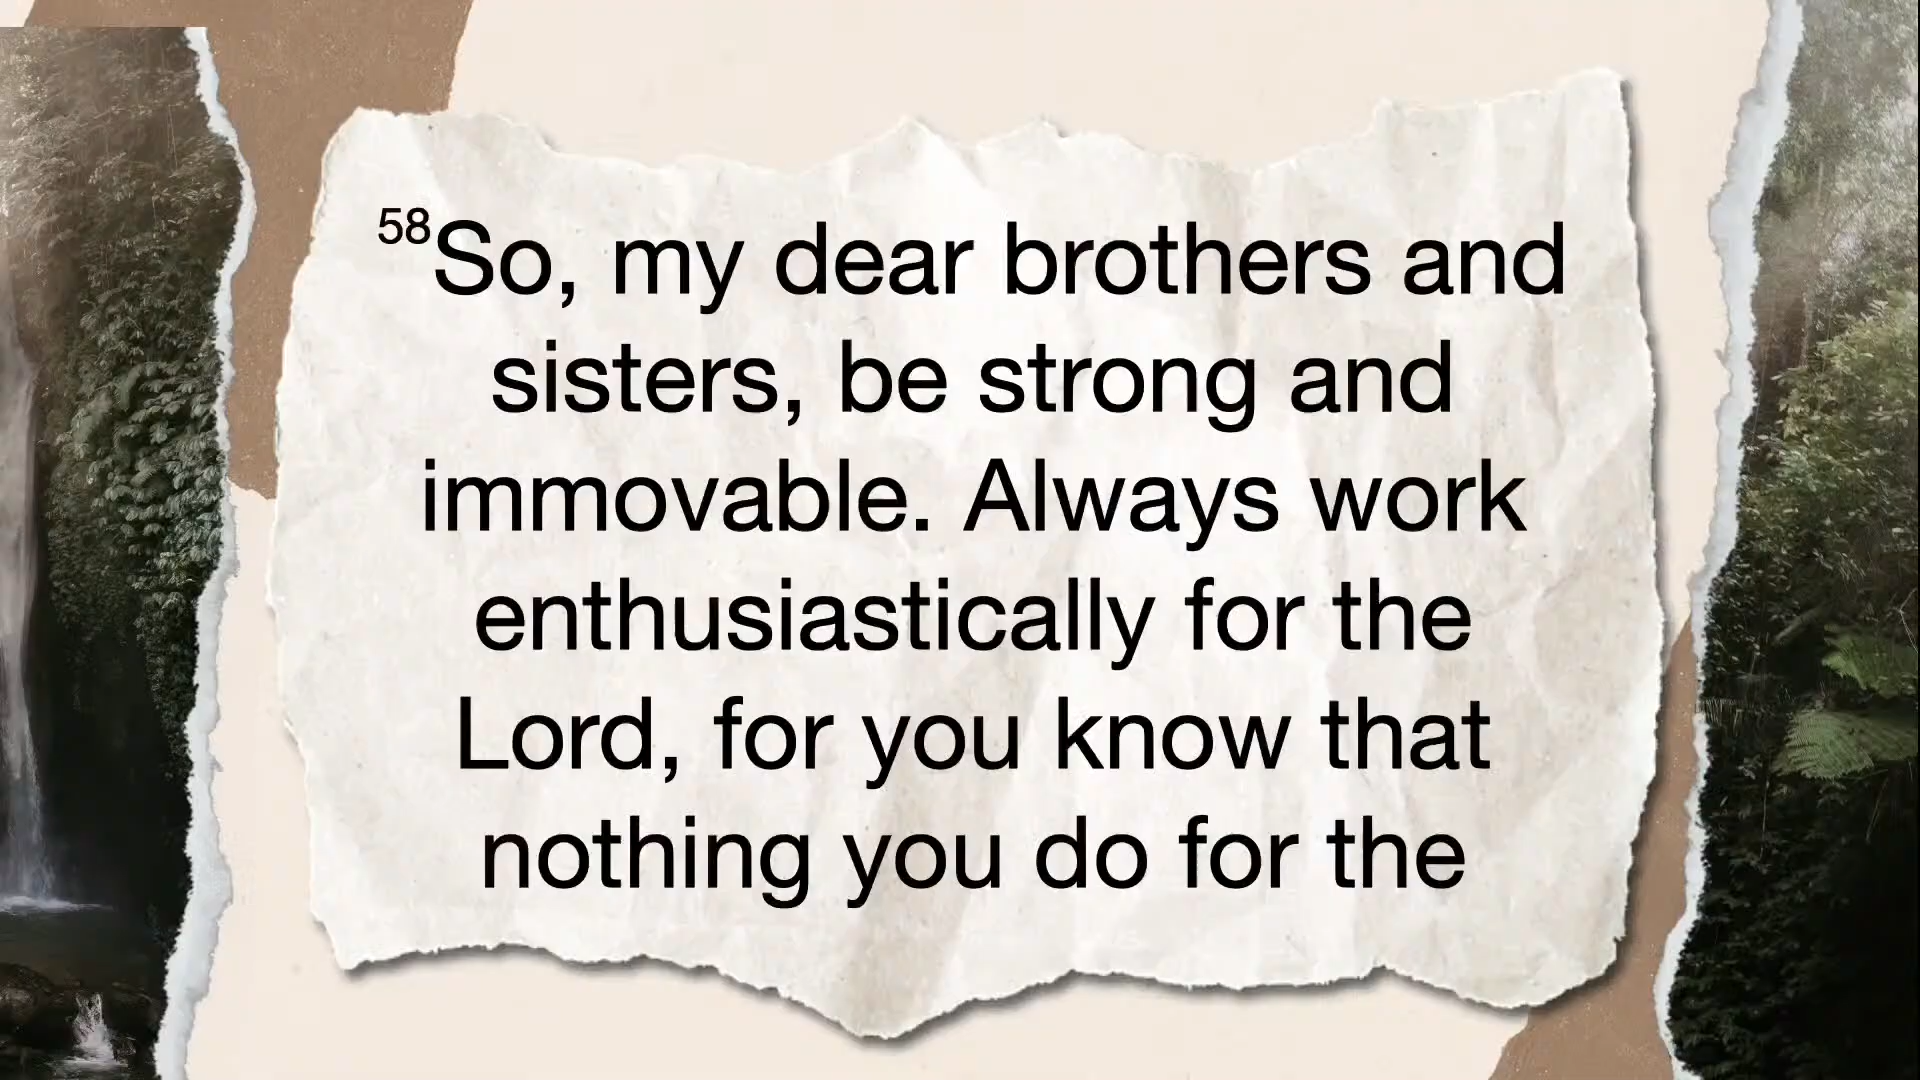 58So, my dear brothers and
sisters, be strong and
immovable. Always work
enthusiastically for the
Lord, for you know that
nothing you do for the